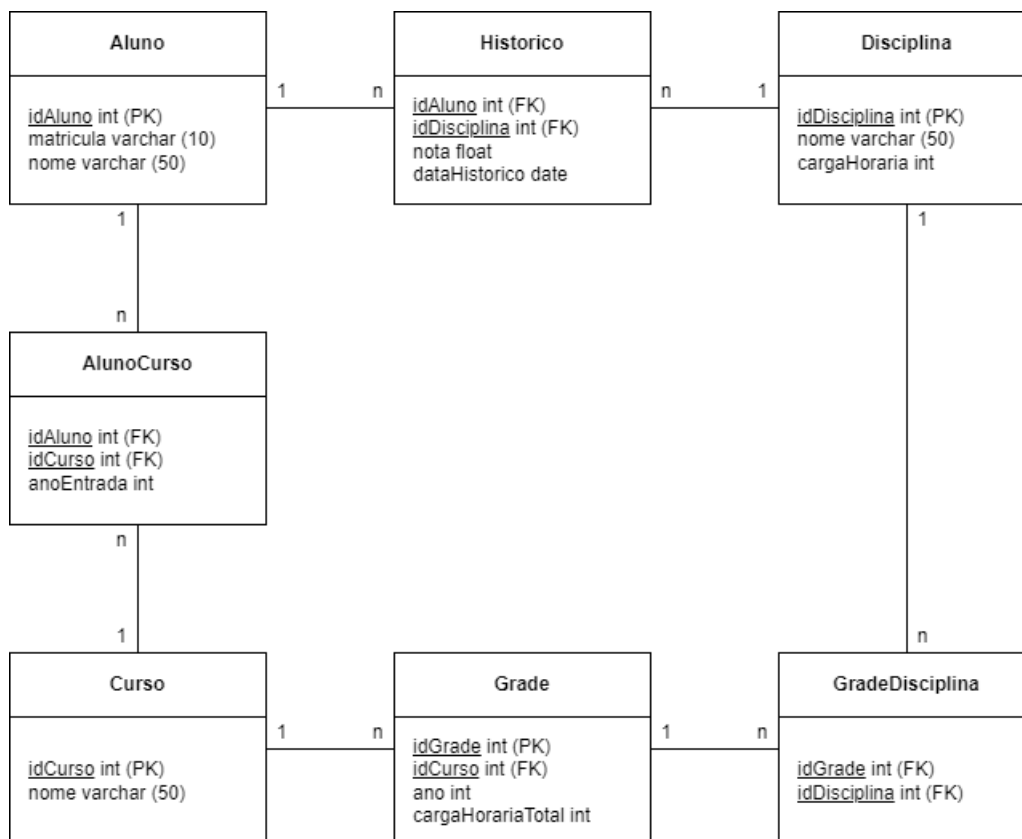 Aluno
idAluno int (PK)
matricula varchar (10)
nome varchar (50)
1
n
Historico
idAluno int (FK)
idDisciplina int (FK)
nota float
dataHistorico date
n
1
Disciplina
idDisciplina int (PK)
nome varchar (50)
cargaHoraria int
1
n
1
n
AlunoCurso
idAluno int (FK)
idCurso int (FK)
anoEntrada int
n
1
Curso
idCurso int (PK)
nome varchar (50)
1
n
Grade
idGrade int (PK)
idCurso int (FK)
ano int
cargaHorariaTotal int
1
n
GradeDisciplina
idGrade int (FK)
idDisciplina int (FK)